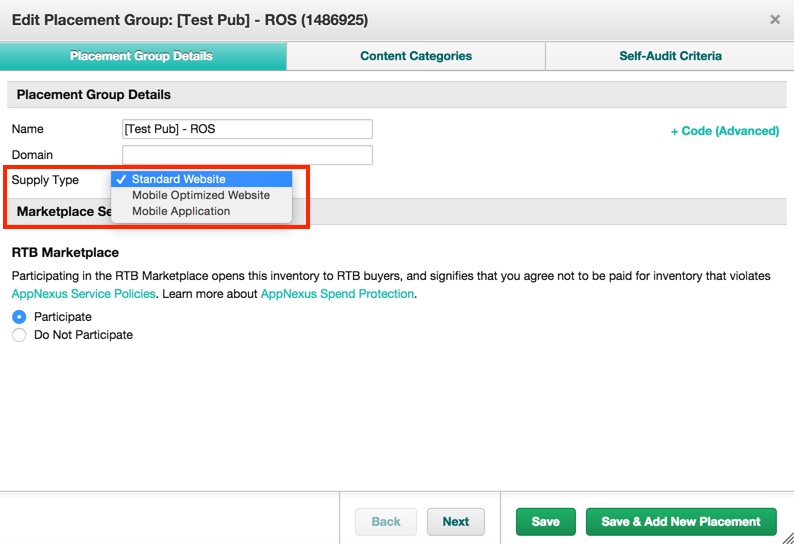 Edit Placement Group: [Test Pub] - ROS (1486925)
×
Placement Group Details
Content Categories
Self-Audit Criteria
Placement Group Details
Name
[Test Pub] - ROS
+ Code (Advanced)
Domain
Supply Type
✓ Standard Website
Mobile Optimized Website
Mobile Application
Marketplace Se
RTB Marketplace
Participating in the RTB Marketplace opens this inventory to RTB buyers, and signifies that you agree not to be paid for inventory that violates
AppNexus Service Policies. Learn more about AppNexus Spend Protection.
Participate
Do Not Participate
Back
Next
Save
Save & Add New Placement